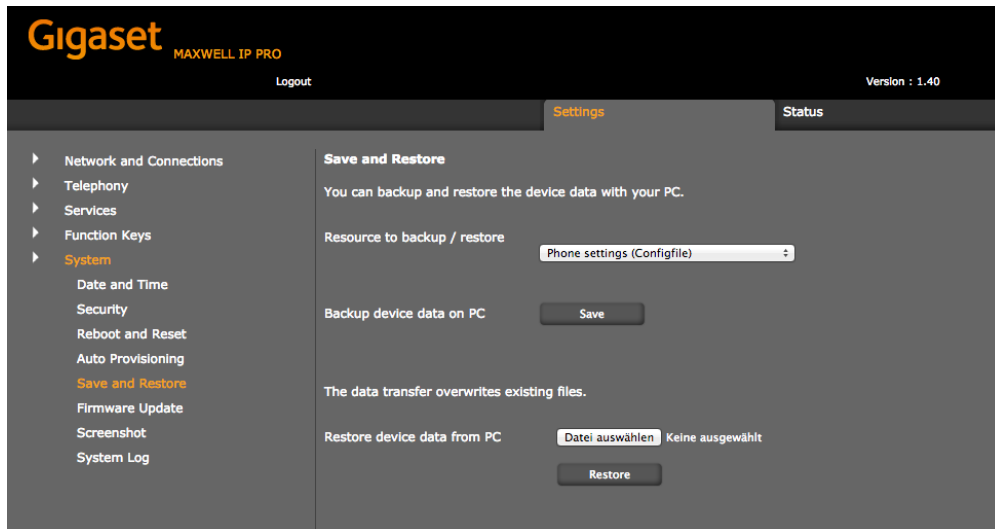 Gigaset MAXWELL IP PRO
Logout
Version : 1.40
Settings
Status
Network and Connections
Telephony
Services
Function Keys
System
Date and Time
Security
Reboot and Reset
Auto Provisioning
Save and Restore
Firmware Update
Screenshot
System Log
Save and Restore
You can backup and restore the device data with your PC.
Resource to backup / restore
Phone settings (Configfile)
Backup device data on PC
Save
The data transfer overwrites existing files.
Restore device data from PC
Datei auswählen Keine ausgewählt
Restore